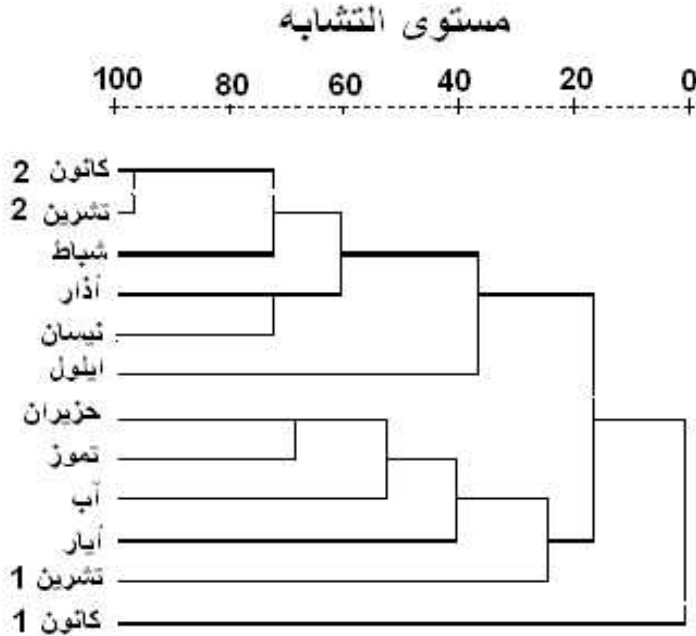 مستوى التشابه
100 80 60 40 20 0
كانون 2
تشرين 2
شباط
أذار
نيسان
ايلول
حزيران
تموز
آب
أيار
تشرين 1
كانون 1